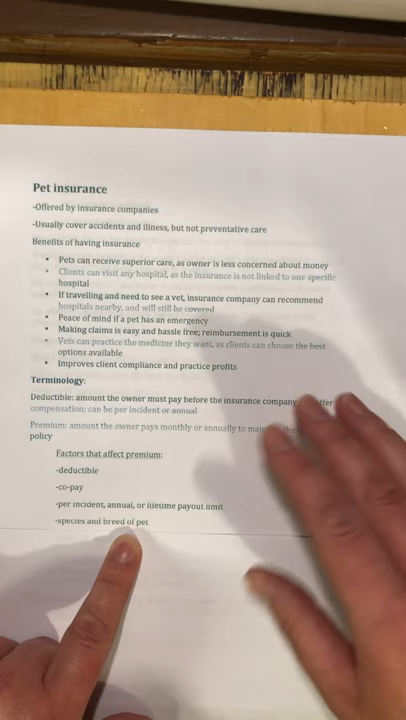 Pet insurance
-Offered by insurance companies
-Usually cover accidents and illness, but not preventative care
Benefits of having insurance
• Pets can receive superior care, as owner is less concerned about money
• Clients can visit any hospital, as the insurance is not linked to one specific
hospital
• If travelling and need to see a vet, insurance company can recommend
hospitals nearby, and will still be covered
• Peace of mind if a pet has an emergency
• Making claims is easy and hassle free; reimbursement is quick
• Vets can practice the medicine they want, as clients can choose the best
options available
• Improves client compliance and practice profits
Terminology:
Deductible: amount the owner must pay before the insurance company
compensation; can be per incident or annual
Premium: amount the owner pays monthly or annually to
policy
Factors that affect premium:
-deductible
-co-pay
-per incident, annual, or lifetime payout limit
-species and breed of pet